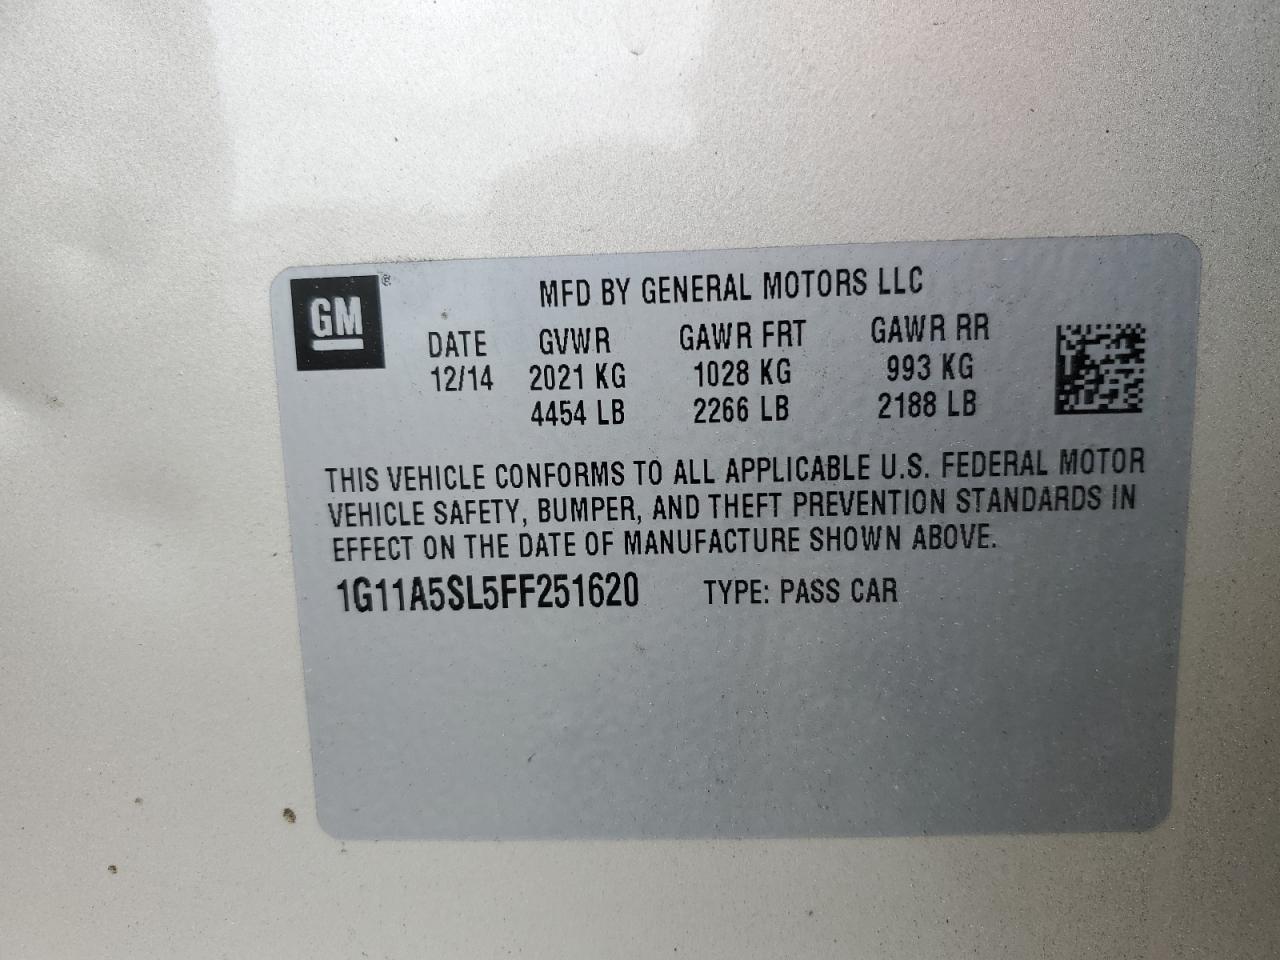 GM®
MFD BY GENERAL MOTORS LLC
DATE GVWR GAWR FRT GAWR RR
12/14 2021 KG 1028 KG 993 KG
4454 LB 2266 LB 2188 LB
THIS VEHICLE CONFORMS TO ALL APPLICABLE U.S. FEDERAL MOTOR
VEHICLE SAFETY, BUMPER, AND THEFT PREVENTION STANDARDS IN
EFFECT ON THE DATE OF MANUFACTURE SHOWN ABOVE.
1G11A5SL5FF251620 TYPE: PASS CAR